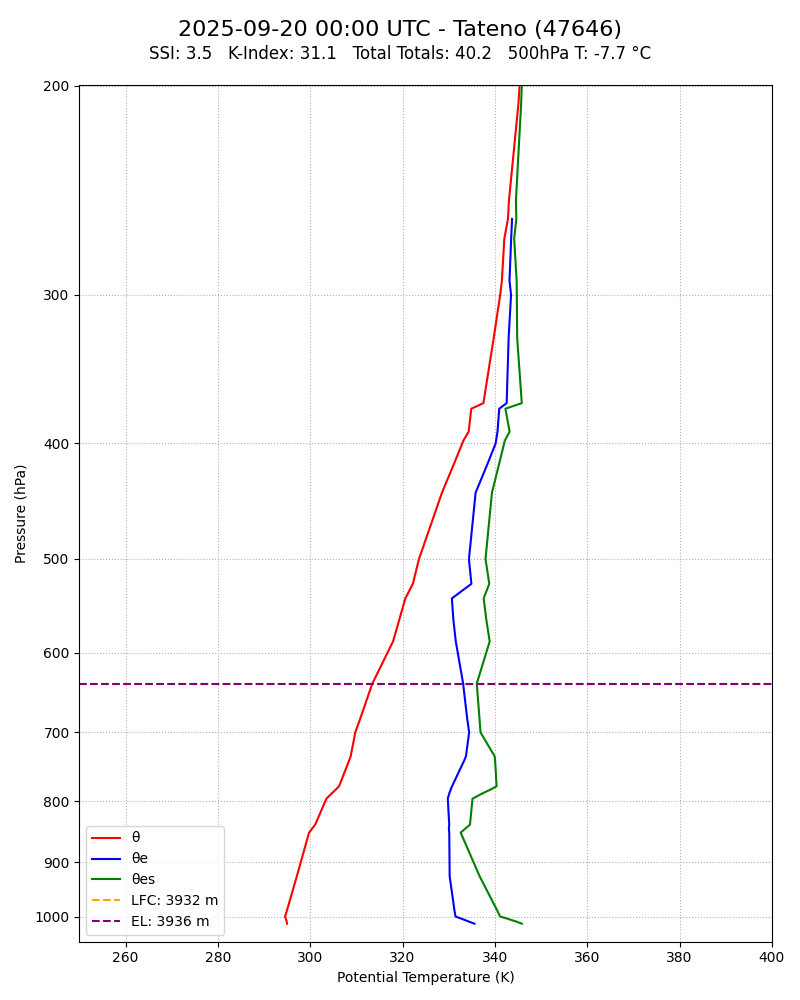 2025-09-20 00:00 UTC - Tateno (47646)
SSI: 3.5   K-Index: 31.1   Total Totals: 40.2   500hPa T: -7.7 °C
200
300
400
500
600
700
800
900
1000
Pressure (hPa)
θ
θe
θes
LFC: 3932 m
EL: 3936 m
260 280 300 320 340 360 380 400
Potential Temperature (K)